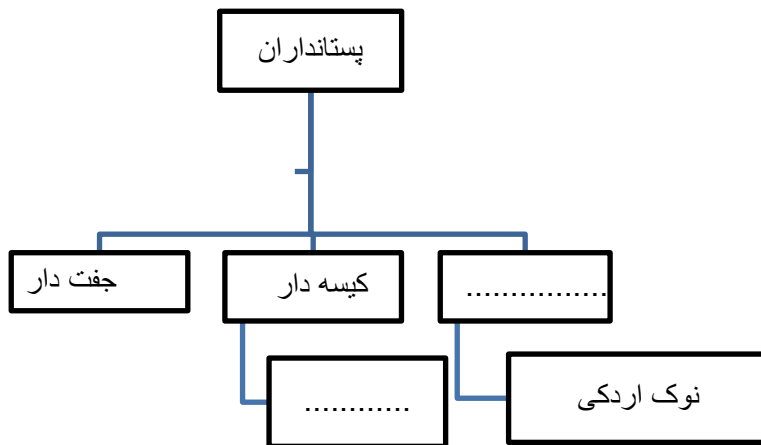 پستانداران
................
کیسه دار
جفت دار
نوک اردکی
............